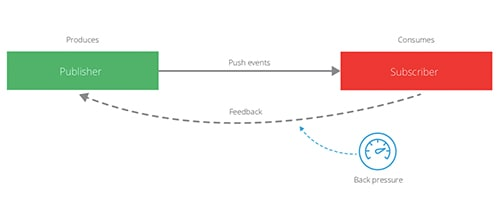 Produces
Consumes
Publisher
Push events
Subscriber
Feedback
Back pressure